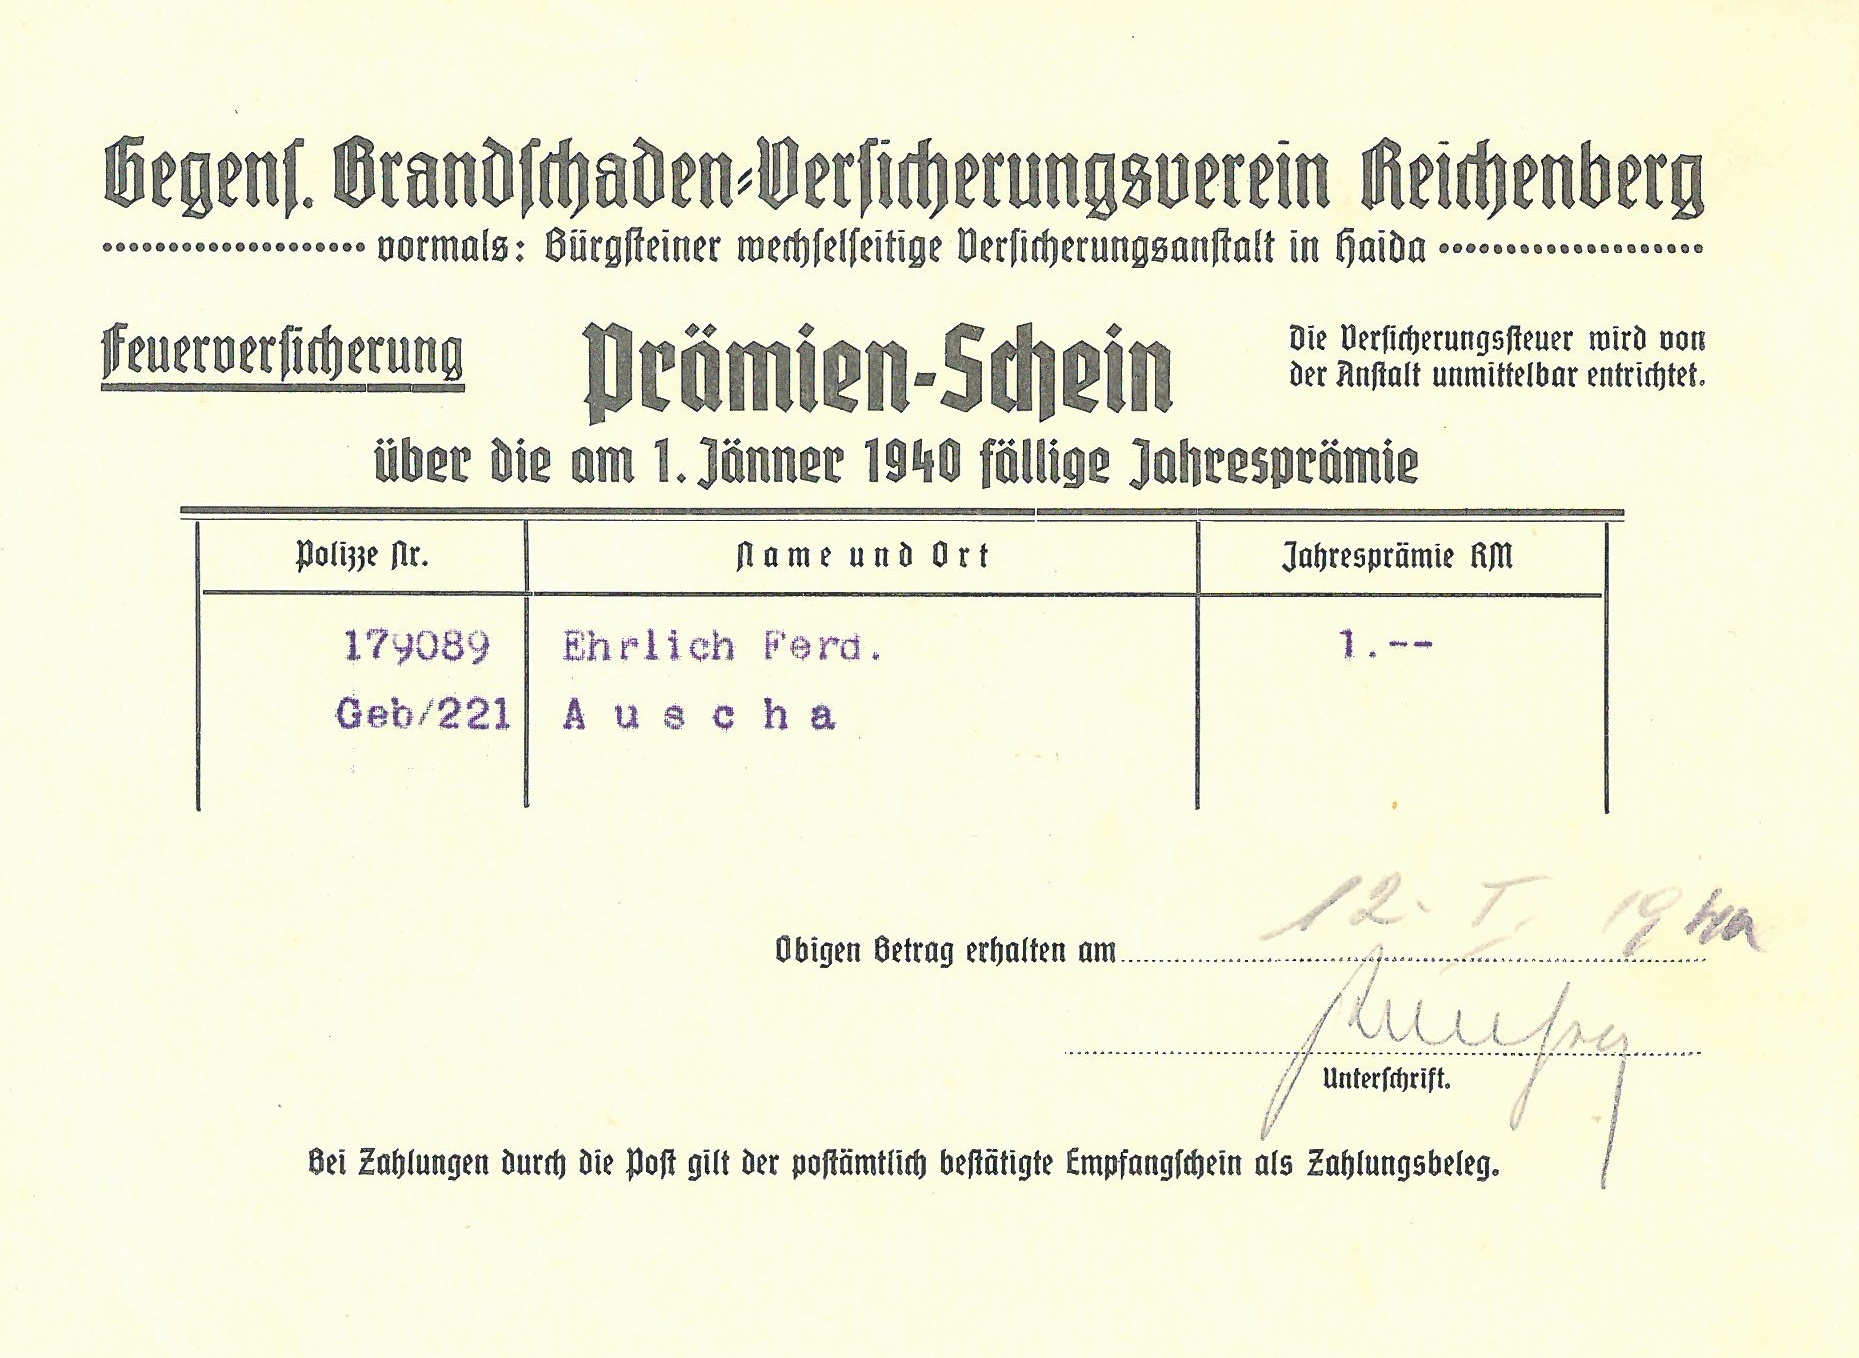 Gegens. Brandschaden-Versicherungsverein Reichenberg
vormals: Bürgsteiner wechselseitige Versicherungsanstalt in Haida
Feuerversicherung
Prämien-Schein
Die Versicherungssteuer wird von
der Anstalt unmittelbar entrichtet.
über die am 1. Jänner 1940 fällige Jahresprämie
Polizze Nr. Name und Ort Jahresprämie RM
179089 Ehrlich Ferd. 1.--
Geb/221 Auscha
12. I. 19
Obigen Betrag erhalten am
Unterschrift.
Bei Zahlungen durch die Post gilt der postämtlich bestätigte Empfangschein als Zahlungsbeleg.